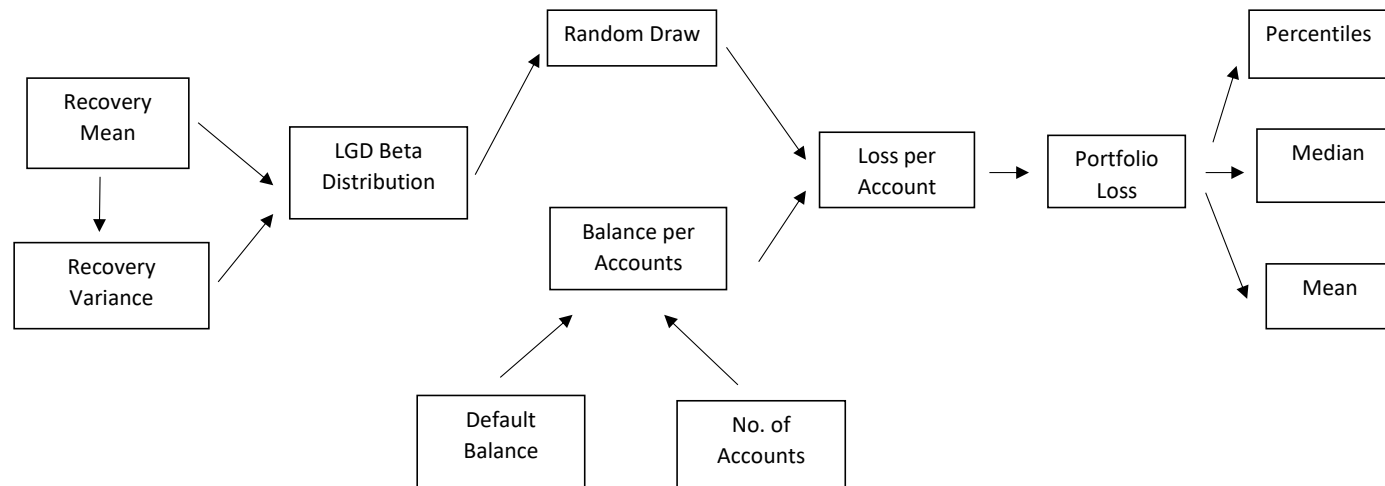 Recovery
Mean
Recovery
Variance
LGD Beta
Distribution
Random Draw
Balance per
Accounts
Default
Balance
No. of
Accounts
Loss per
Account
Portfolio
Loss
Percentiles
Median
Mean